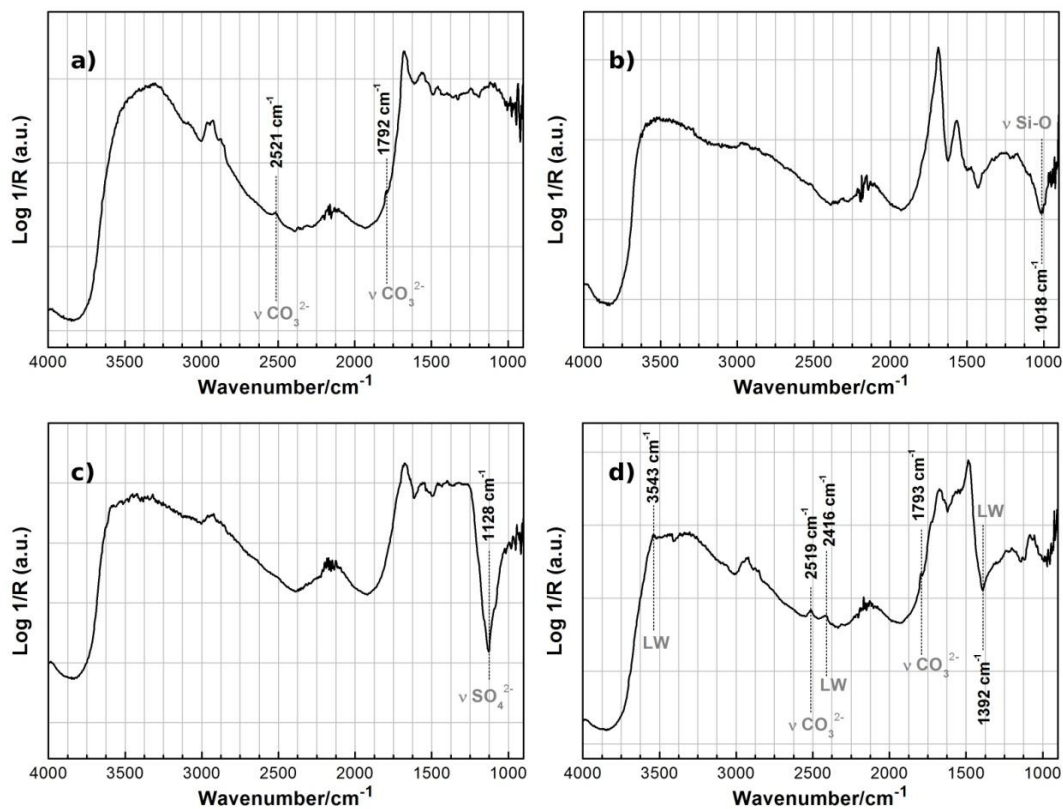 a)
Log 1/R (a.u.)
2521 cm⁻¹
1792 cm⁻¹
ν CO₃²⁻
ν CO₃²⁻
4000 3500 3000 2500 2000 1500 1000
Wavenumber/cm⁻¹
b)
Log 1/R (a.u.)
ν Si-O
1018 cm⁻¹
4000 3500 3000 2500 2000 1500 1000
Wavenumber/cm⁻¹
c)
Log 1/R (a.u.)
1128 cm⁻¹
ν SO₄²⁻
4000 3500 3000 2500 2000 1500 1000
Wavenumber/cm⁻¹
d)
Log 1/R (a.u.)
3543 cm⁻¹
LW
2519 cm⁻¹
2416 cm⁻¹
1793 cm⁻¹
LW
LW
ν CO₃²⁻
ν CO₃²⁻
1392 cm⁻¹
4000 3500 3000 2500 2000 1500 1000
Wavenumber/cm⁻¹